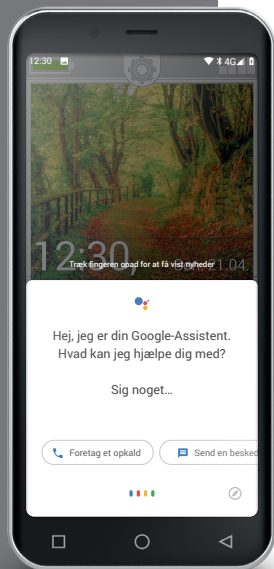 12:30
4G
12:30
21.04.
Træk fingeren opad for at få vist nyheder
Hej, jeg er din Google-Assistent.
Hvad kan jeg hjælpe dig med?
Sig noget…
Foretag et opkald
Send en besked